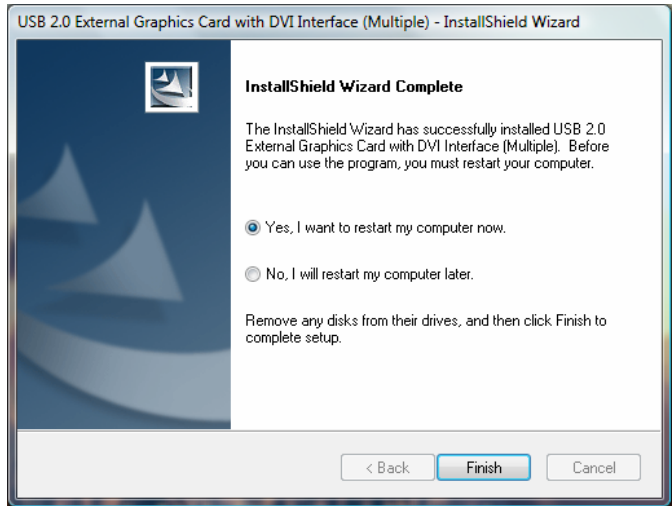 USB 2.0 External Graphics Card with DVI Interface (Multiple) - InstallShield Wizard
InstallShield Wizard Complete
The InstallShield Wizard has successfully installed USB 2.0
External Graphics Card with DVI Interface (Multiple).  Before
you can use the program, you must restart your computer.
Yes, I want to restart my computer now.
No, I will restart my computer later.
Remove any disks from their drives, and then click Finish to
complete setup.
< Back
Finish
Cancel